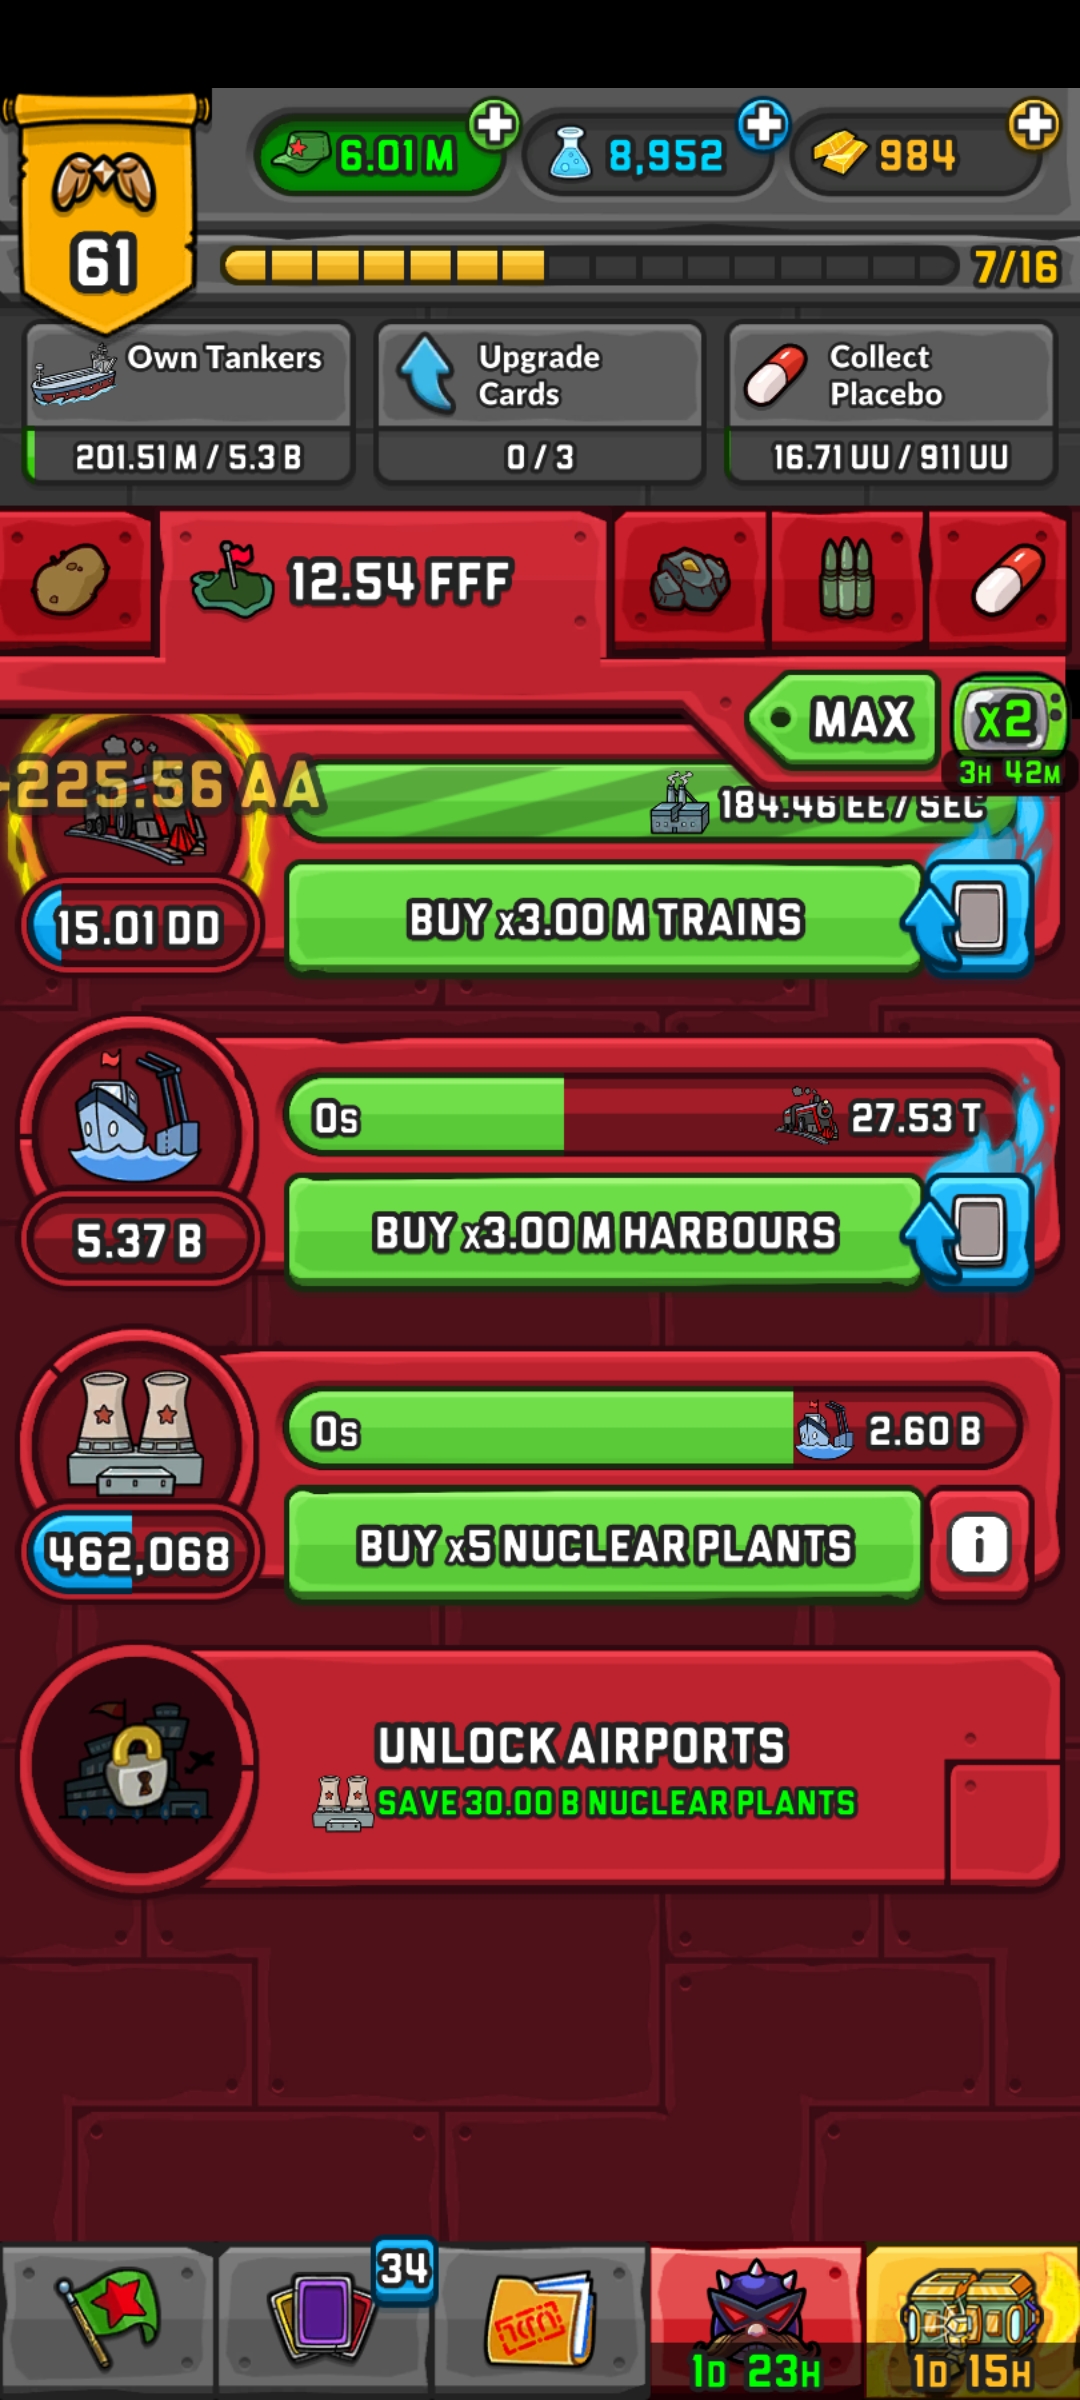 6.01 M
8,952
984
61
7/16
Own Tankers
201.51 M / 5.3 B
Upgrade
Cards
0 / 3
Collect
Placebo
16.71 UU / 911 UU
12.54 FFF
MAX
x2
3H 42M
-225.56 AA
184.46 EE / SEC
15.01 DD
BUY x3.00 M TRAINS
0s
27.53 T
5.37 B
BUY x3.00 M HARBOURS
0s
2.60 B
462,068
BUY x5 NUCLEAR PLANTS
i
UNLOCK AIRPORTS
SAVE 30.00 B NUCLEAR PLANTS
34
1D 23H
1D 15H